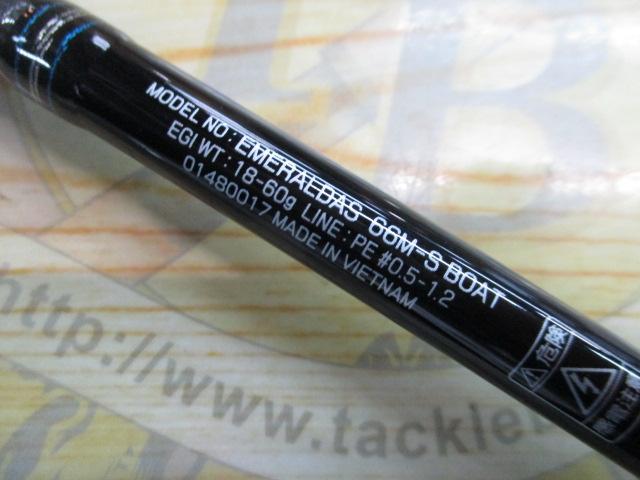 MODEL NO : EMERALDAS 66M-S BOAT
EGI WT : 18-60g LINE : PE #0.5-1.2
01480017 MADE IN VIETNAM
危険
http://www.tackle